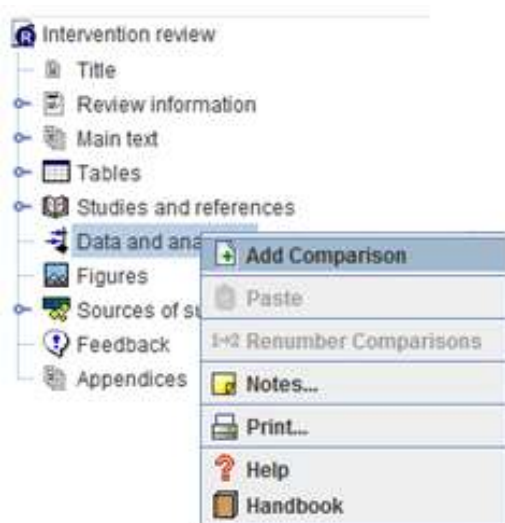 Intervention review
Title
Review information
Main text
Tables
Studies and references
Data and ana
Figures
Sources of su
Feedback
Appendices
Add Comparison
Paste
1→2 Renumber Comparisons
Notes...
Print...
Help
Handbook